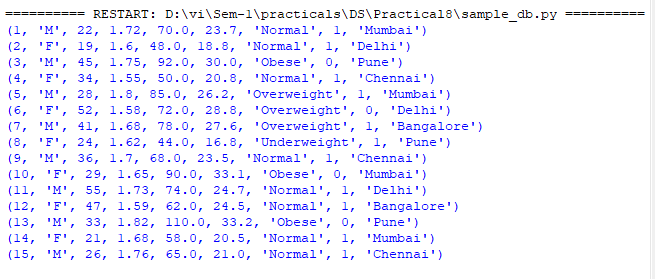 ========== RESTART: D:\vi\Sem-1\practicals\DS\Practical8\sample_db.py ==========
(1, 'M', 22, 1.72, 70.0, 23.7, 'Normal', 1, 'Mumbai')
(2, 'F', 19, 1.6, 48.0, 18.8, 'Normal', 1, 'Delhi')
(3, 'M', 45, 1.75, 92.0, 30.0, 'Obese', 0, 'Pune')
(4, 'F', 34, 1.55, 50.0, 20.8, 'Normal', 1, 'Chennai')
(5, 'M', 28, 1.8, 85.0, 26.2, 'Overweight', 1, 'Mumbai')
(6, 'F', 52, 1.58, 72.0, 28.8, 'Overweight', 0, 'Delhi')
(7, 'M', 41, 1.68, 78.0, 27.6, 'Overweight', 1, 'Bangalore')
(8, 'F', 24, 1.62, 44.0, 16.8, 'Underweight', 1, 'Pune')
(9, 'M', 36, 1.7, 68.0, 23.5, 'Normal', 1, 'Chennai')
(10, 'F', 29, 1.65, 90.0, 33.1, 'Obese', 0, 'Mumbai')
(11, 'M', 55, 1.73, 74.0, 24.7, 'Normal', 1, 'Delhi')
(12, 'F', 47, 1.59, 62.0, 24.5, 'Normal', 1, 'Bangalore')
(13, 'M', 33, 1.82, 110.0, 33.2, 'Obese', 0, 'Pune')
(14, 'F', 21, 1.68, 58.0, 20.5, 'Normal', 1, 'Mumbai')
(15, 'M', 26, 1.76, 65.0, 21.0, 'Normal', 1, 'Chennai')